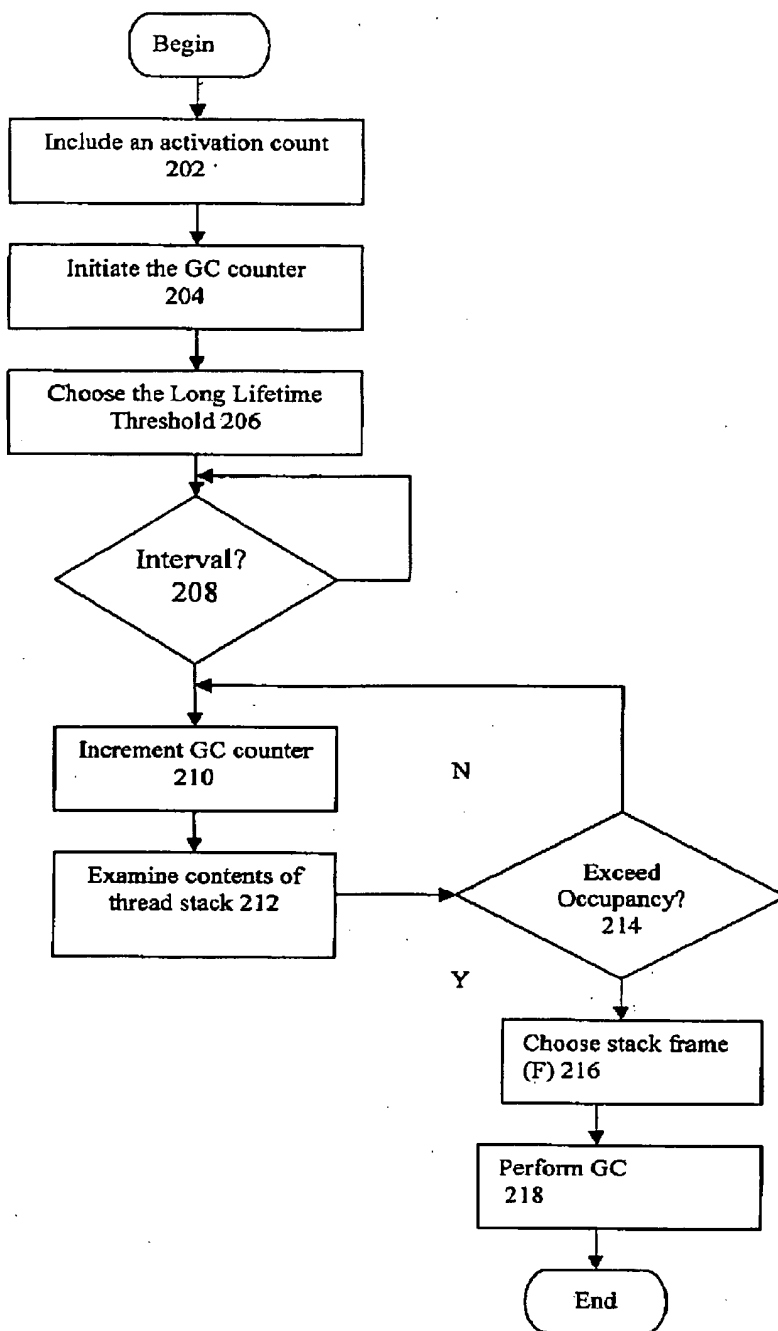 Begin
Include an activation count
202
Initiate the GC counter
204
Choose the Long Lifetime
Threshold 206
Interval?
208
Increment GC counter
210
N
Examine contents of
thread stack 212
Exceed
Occupancy?
214
Y
Choose stack frame
(F) 216
Perform GC
218
End